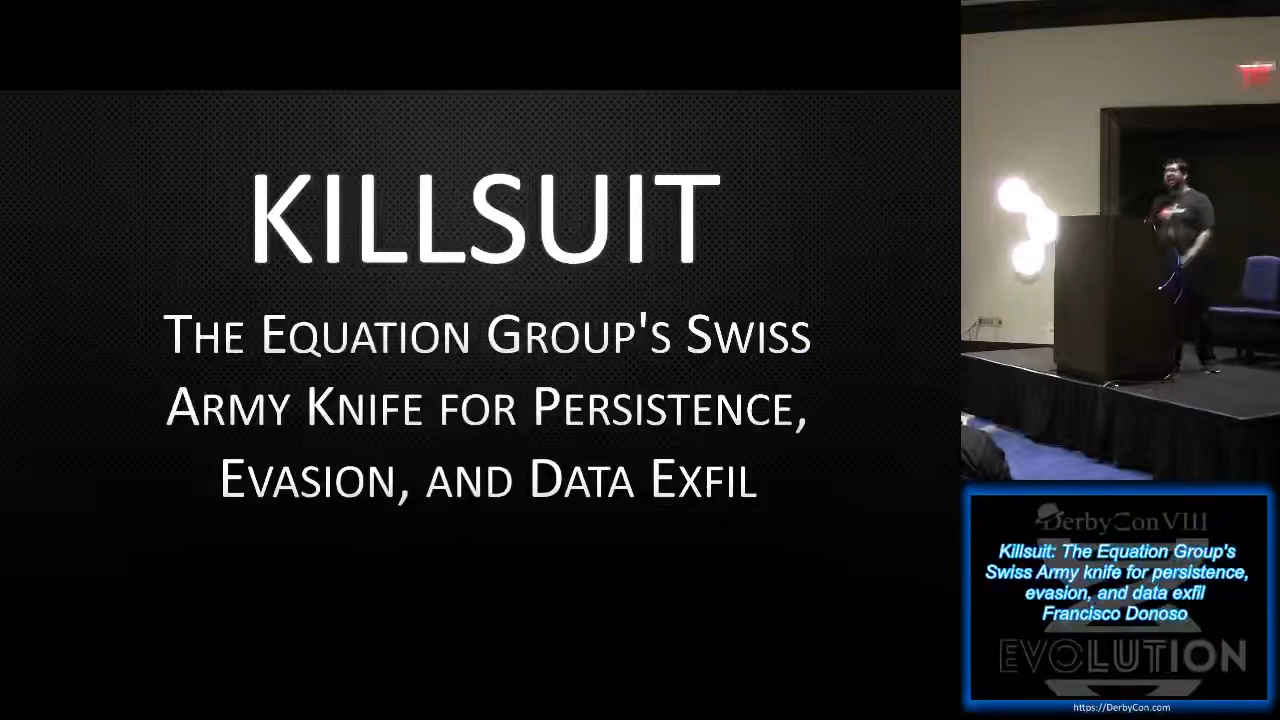 KILLSUIT
THE EQUATION GROUP'S SWISS
ARMY KNIFE FOR PERSISTENCE,
EVASION, AND DATA EXFIL
DerbyCon VIII
Killsuit: The Equation Group's
Swiss Army knife for persistence,
evasion, and data exfil
Francisco Donoso
EVOLUTION
https://DerbyCon.com